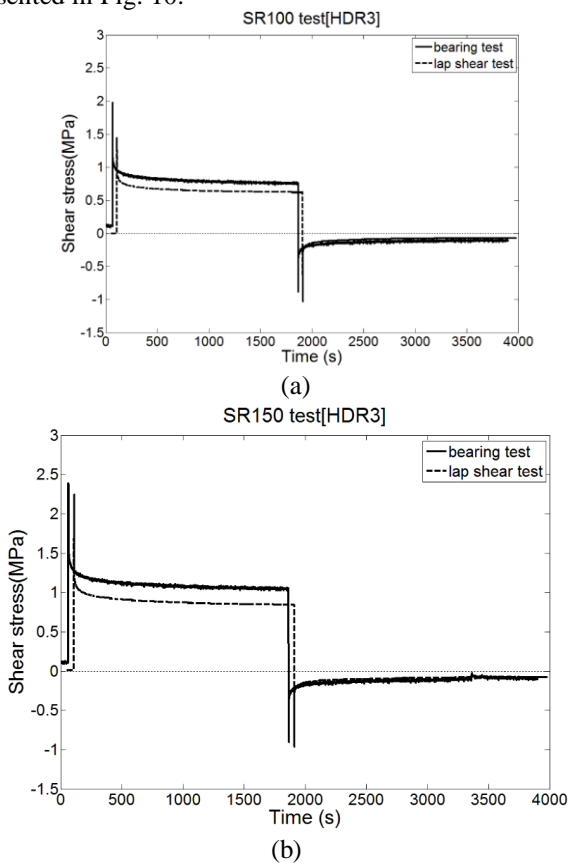 sented in Fig. 10.
SR100 test[HDR3]
3
2.5
2
1.5
1
0.5
0
-0.5
-1
-1.5
Shear stress(MPa)
bearing test
lap shear test
0 500 1000 1500 2000 2500 3000 3500 4000
Time (s)
(a)
SR150 test[HDR3]
3
2.5
2
1.5
1
0.5
0
-0.5
-1
-1.5
Shear stress(MPa)
bearing test
lap shear test
0 500 1000 1500 2000 2500 3000 3500 4000
Time (s)
(b)